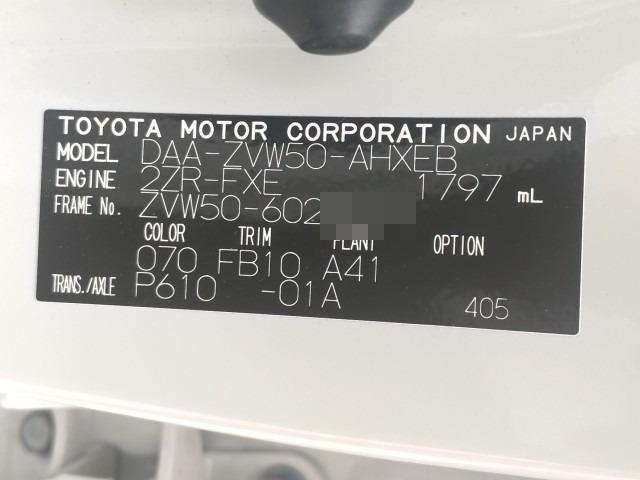 TOYOTA MOTOR CORPORATION JAPAN
MODEL DAA-ZVW50-AHXEB
ENGINE 2ZR-FXE 1797 mL
FRAME No. ZVW50-602
COLOR TRIM PLANT OPTION
070 FB10 A41
TRANS./AXLE P610 -01A 405